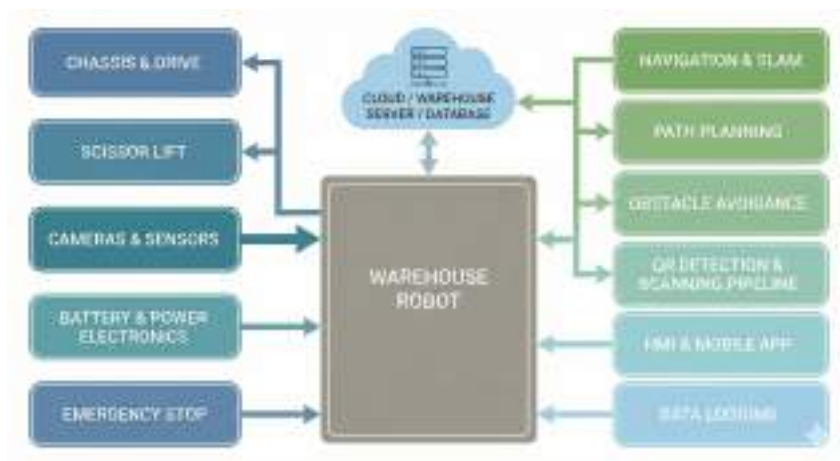 CHASSIS & DRIVE
SCISSOR LIFT
CAMERAS & SENSORS
BATTERY & POWER
ELECTRONICS
EMERGENCY STOP
CLOUD / WAREHOUSE
SERVER / DATABASE
WAREHOUSE
ROBOT
NAVIGATION & SLAM
PATH PLANNING
OBSTACLE AVOIDANCE
QR DETECTION &
SCANNING PIPELINE
HMI & MOBILE APP
DATA LOGGING